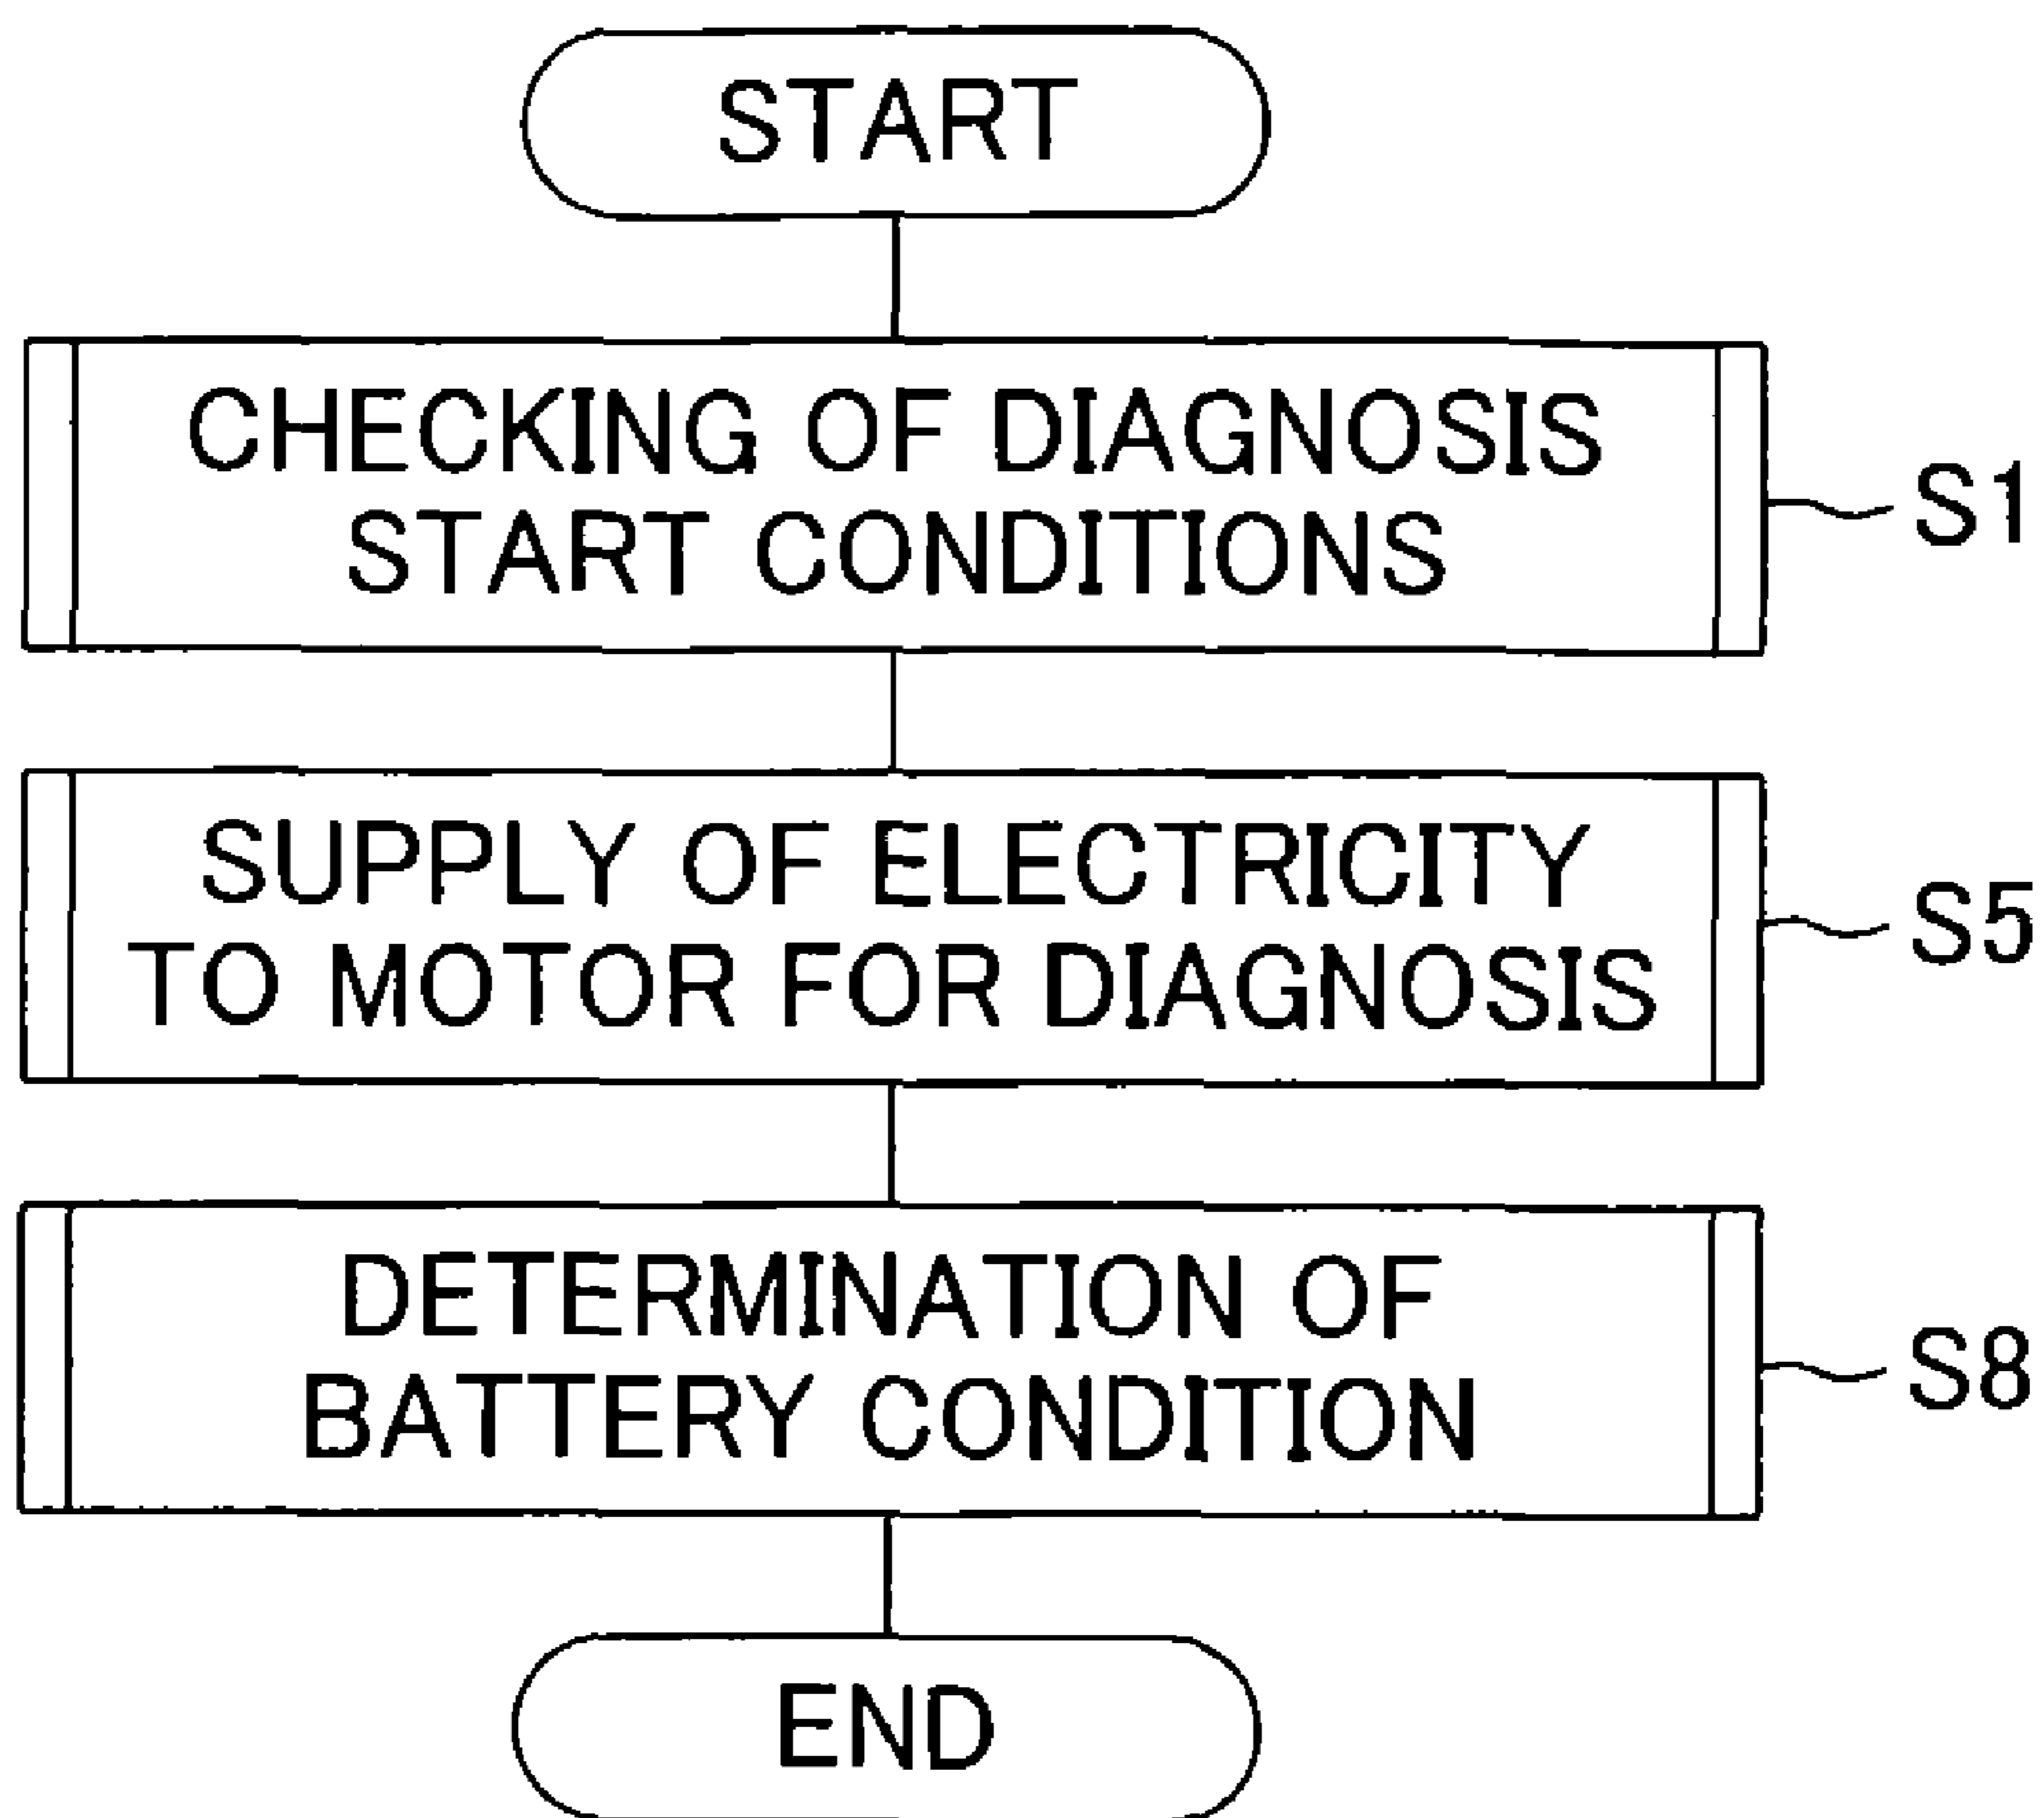 START
CHECKING OF DIAGNOSIS
START CONDITIONS
S1
SUPPLY OF ELECTRICITY
TO MOTOR FOR DIAGNOSIS
S5
DETERMINATION OF
BATTERY CONDITION
S8
END